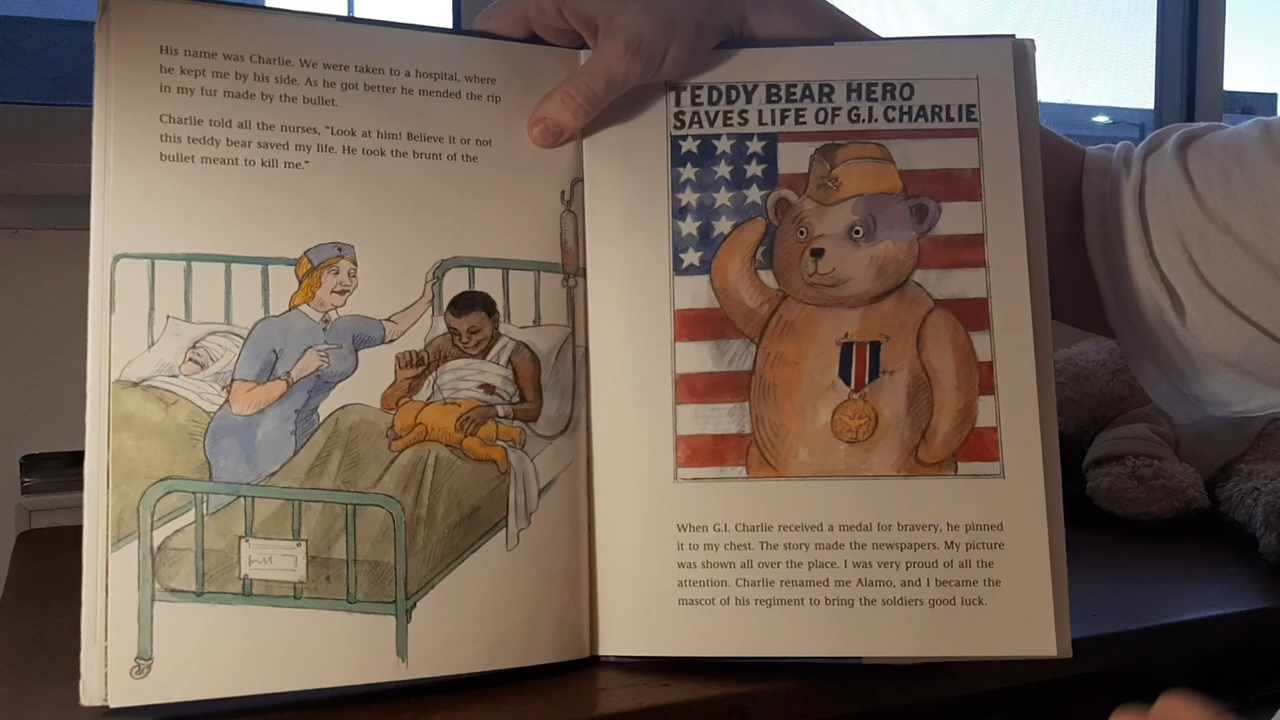 His name was Charlie. We were taken to a hospital, where
he kept me by his side. As he got better he mended the rip
in my fur made by the bullet.
Charlie told all the nurses, "Look at him! Believe it or not
this teddy bear saved my life. He took the brunt of the
bullet meant to kill me."
TEDDY BEAR HERO
SAVES LIFE OF G.I. CHARLIE
When G.I. Charlie received a medal for bravery, he pinned
it to my chest. The story made the newspapers. My picture
was shown all over the place. I was very proud of all the
attention. Charlie renamed me Alamo, and I became the
mascot of his regiment to bring the soldiers good luck.